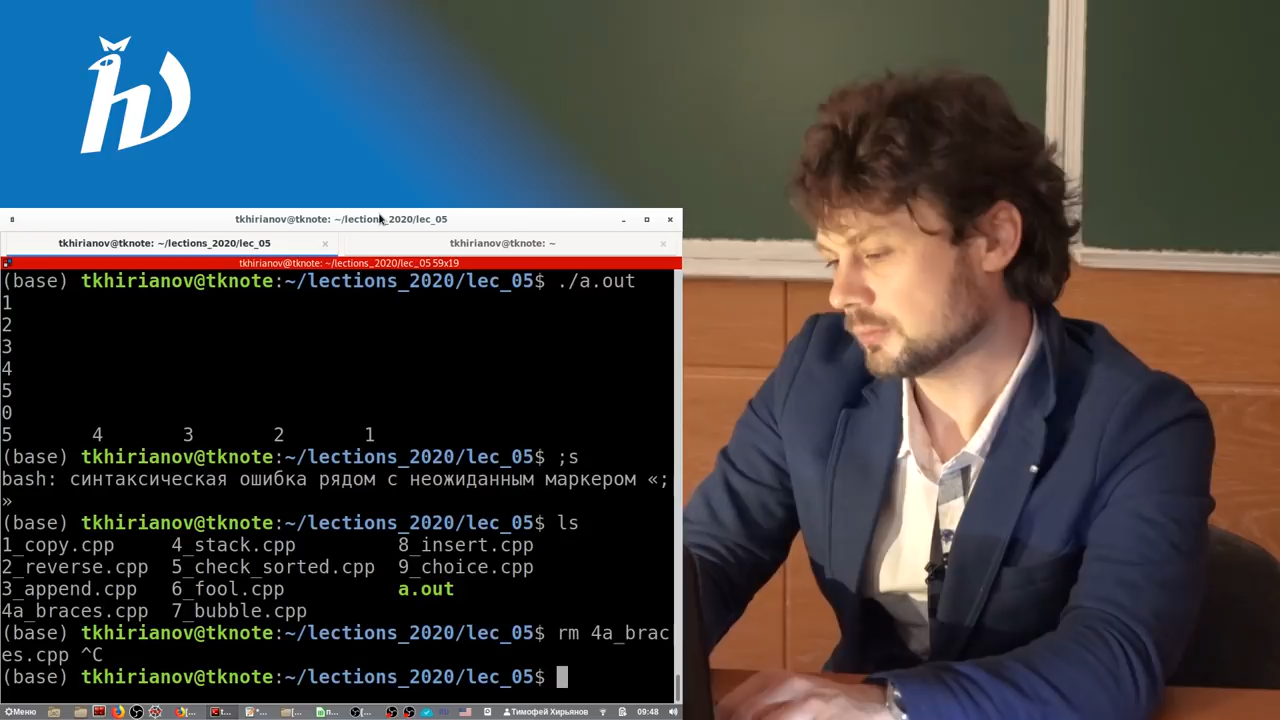 tkhirianov@tknote: ~/lections_2020/lec_05
tkhirianov@tknote: ~/lections_2020/lec_05
tkhirianov@tknote: ~
tkhirianov@tknote: ~/lections_2020/lec_05 59x19
(base) tkhirianov@tknote:~/lections_2020/lec_05$ ./a.out
1
2
3
4
5
0
5 4 3 2 1
(base) tkhirianov@tknote:~/lections_2020/lec_05$ ;s
bash: синтаксическая ошибка рядом с неожиданным маркером «;
»
(base) tkhirianov@tknote:~/lections_2020/lec_05$ ls
1_copy.cpp 4_stack.cpp 8_insert.cpp
2_reverse.cpp 5_check_sorted.cpp 9_choice.cpp
3_append.cpp 6_fool.cpp a.out
4a_braces.cpp 7_bubble.cpp
(base) tkhirianov@tknote:~/lections_2020/lec_05$ rm 4a_brac
es.cpp ^C
(base) tkhirianov@tknote:~/lections_2020/lec_05$
Меню Тимофей Хирьянов 09:48